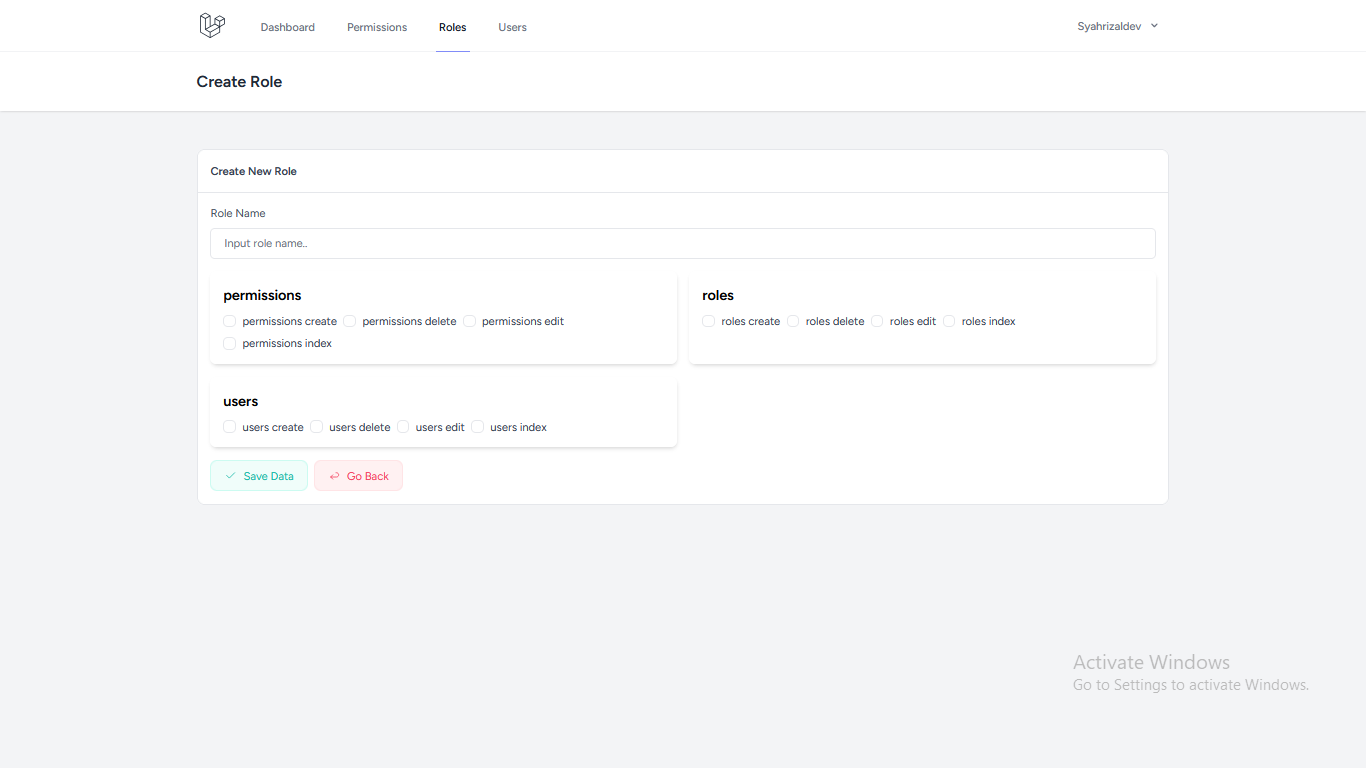 Dashboard Permissions Roles Users Syahrizaldev
Create Role
Create New Role
Role Name
Input role name..
permissions
permissions create permissions delete permissions edit
permissions index
roles
roles create roles delete roles edit roles index
users
users create users delete users edit users index
Save Data Go Back
Activate Windows
Go to Settings to activate Windows.